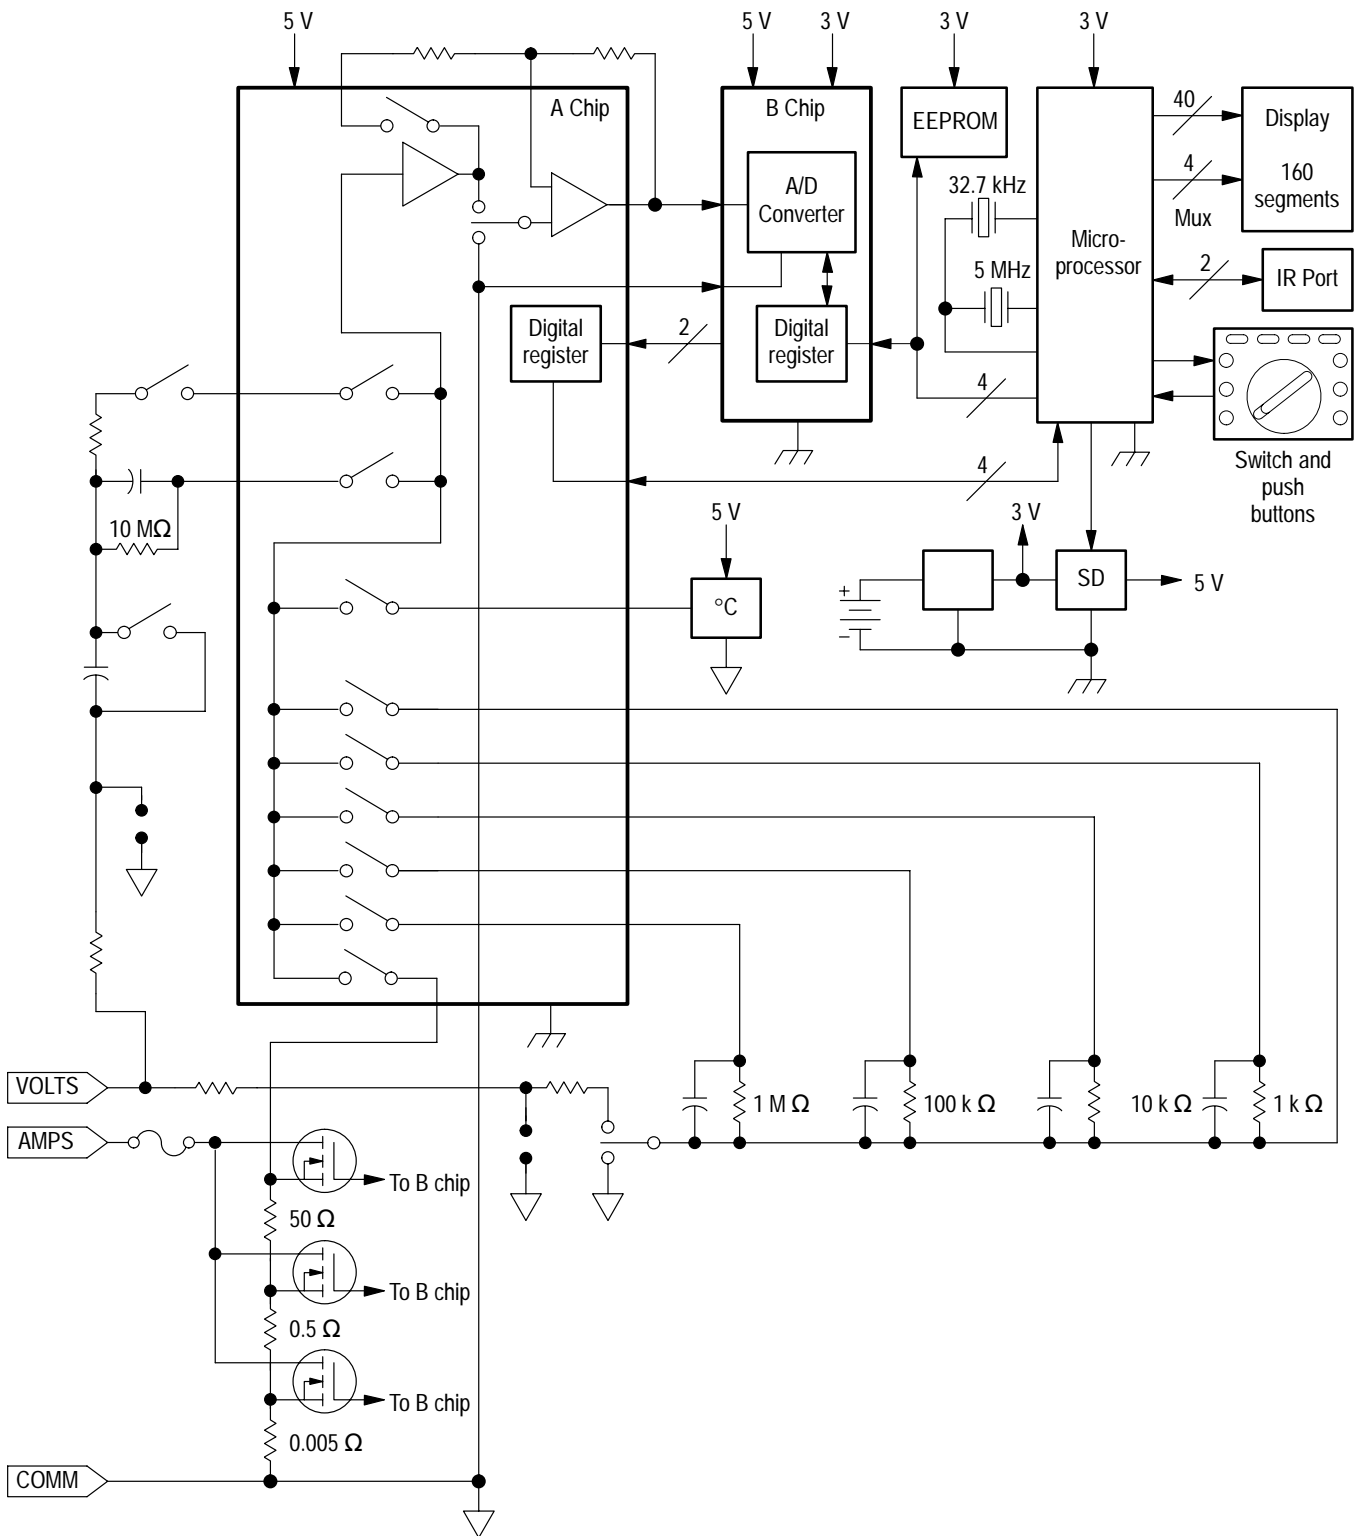 5 V
5 V
3 V
3 V
3 V
A Chip
B Chip
EEPROM
40
Display
160
segments
4
Mux
A/D
Converter
32.7 kHz
Micro-
processor
5 MHz
2
IR Port
Digital
register
2
Digital
register
4
Switch and
push
buttons
4
10 MΩ
5 V
3 V
°C
+
−
SD
5 V
VOLTS
1 M Ω
100 k Ω
10 k Ω
1 k Ω
AMPS
To B chip
50 Ω
To B chip
0.5 Ω
To B chip
0.005 Ω
COMM